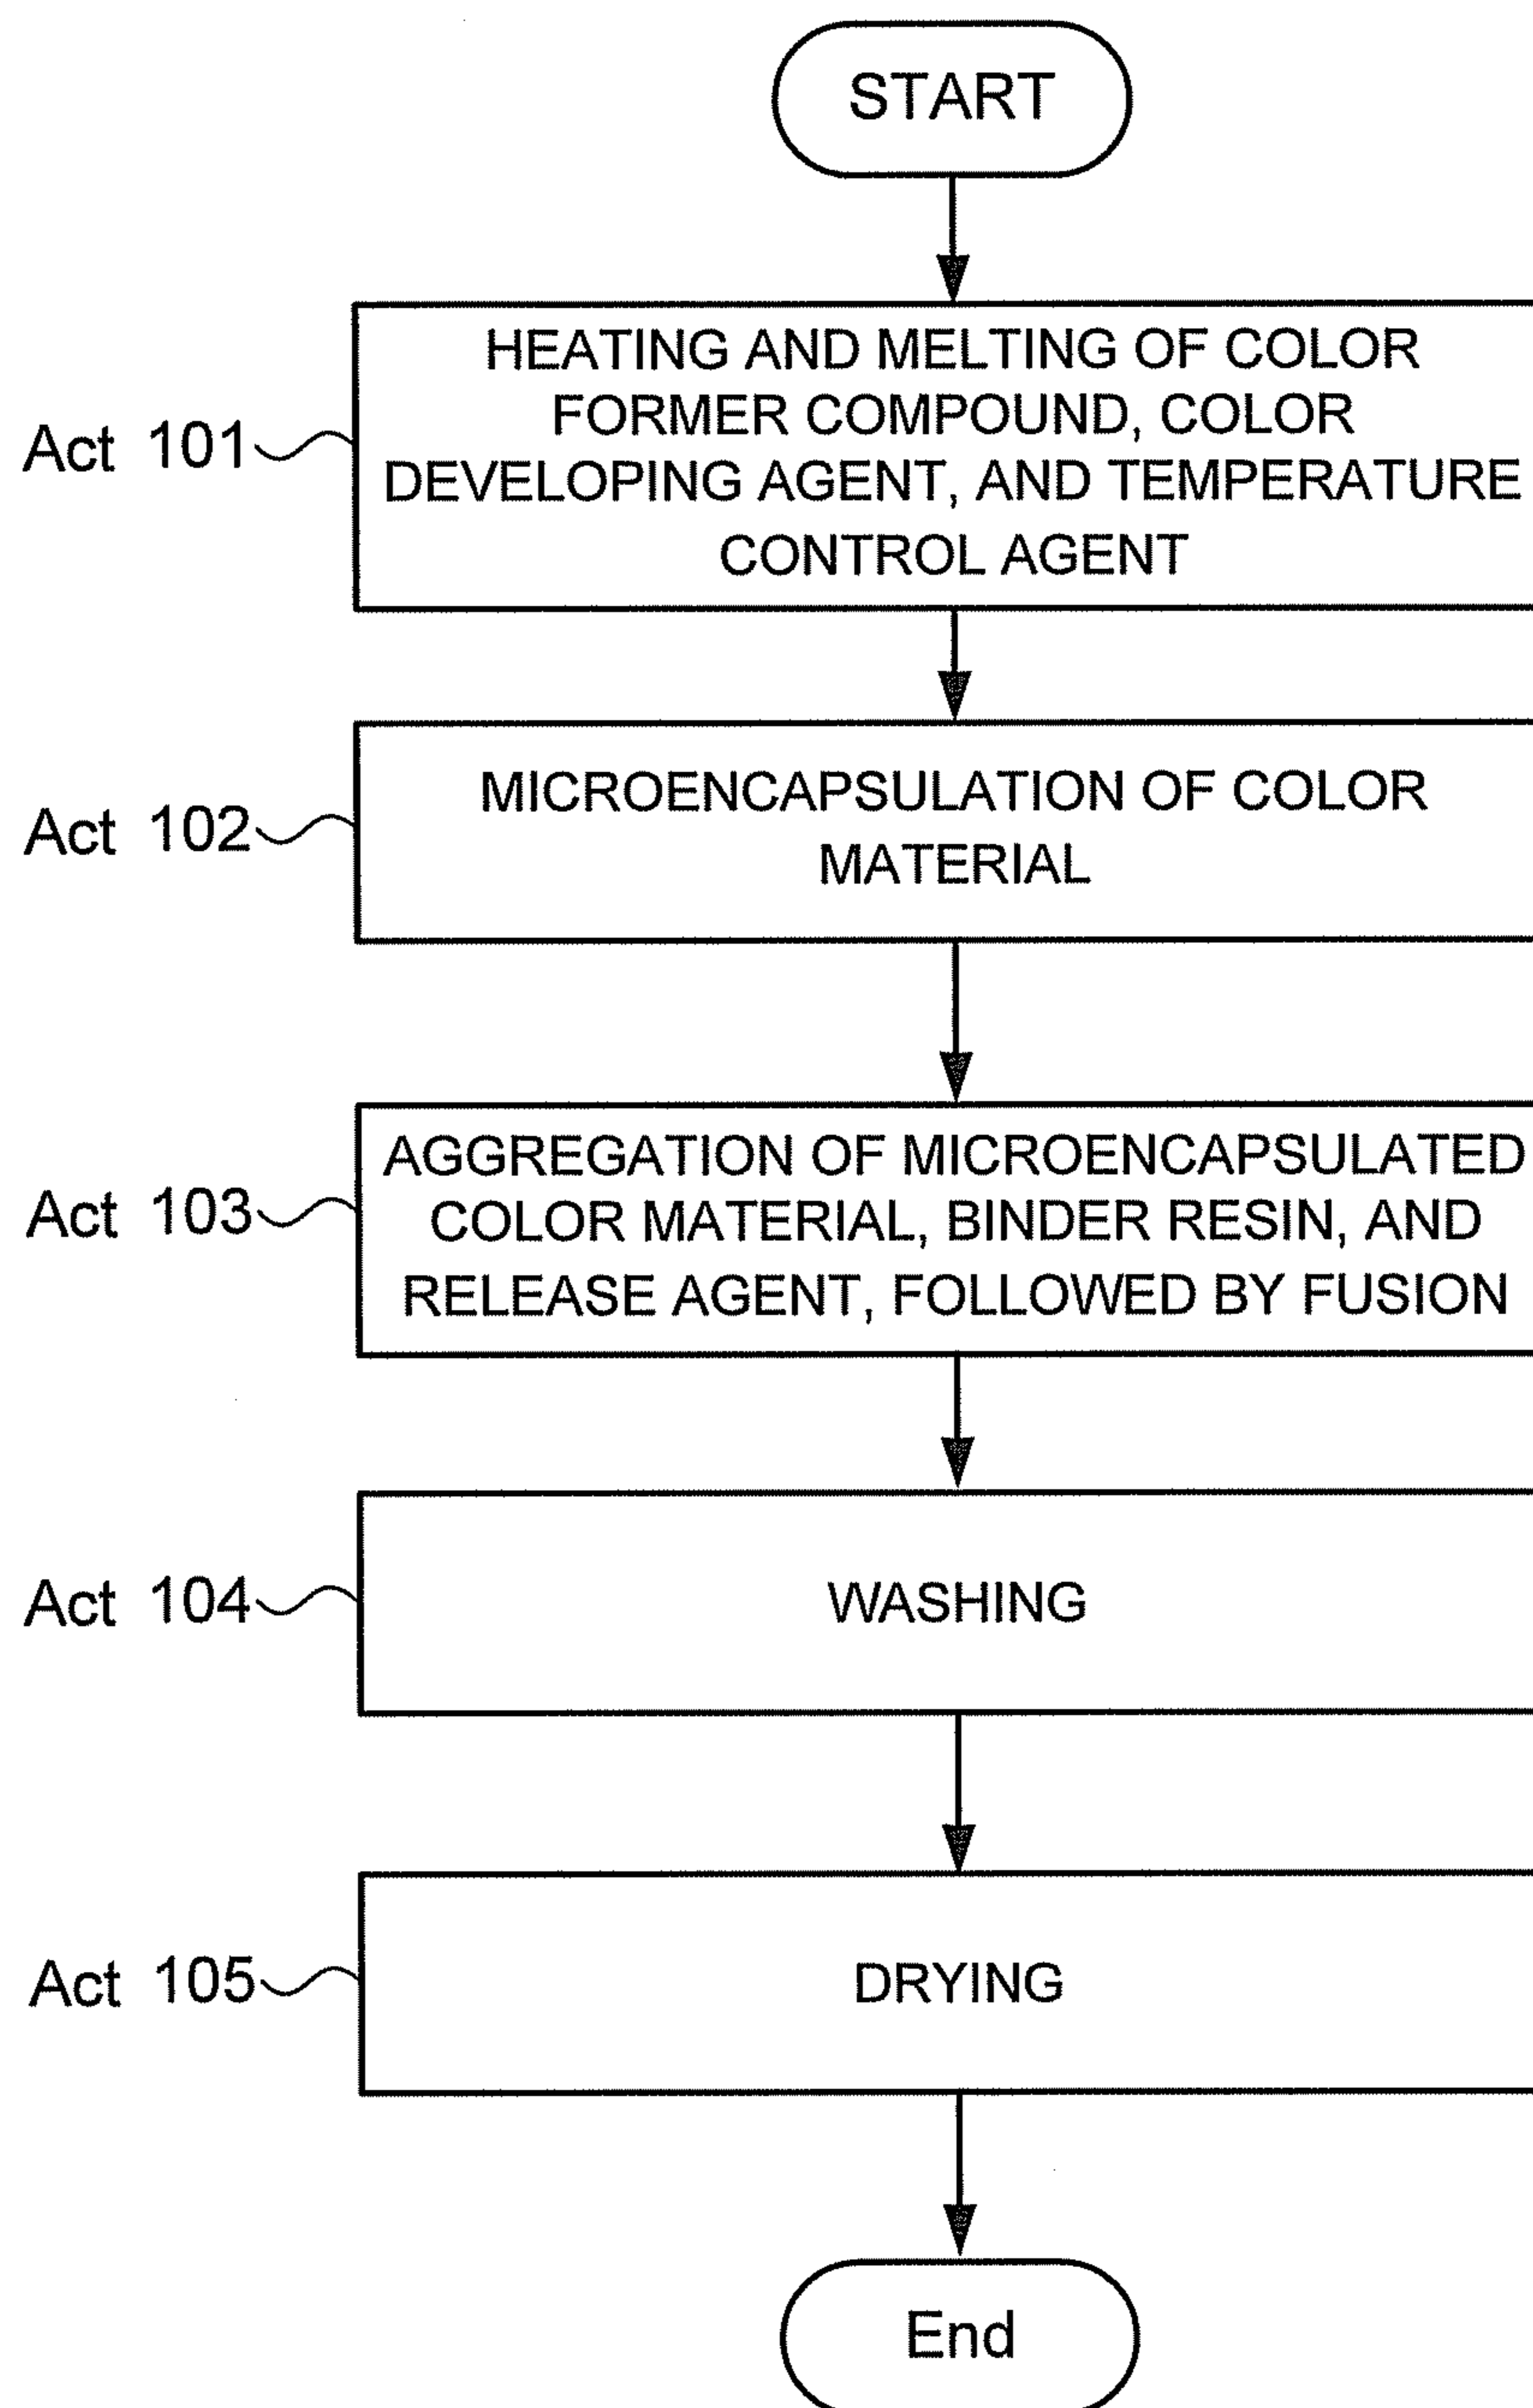 START
Act 101
HEATING AND MELTING OF COLOR
FORMER COMPOUND, COLOR
DEVELOPING AGENT, AND TEMPERATURE
CONTROL AGENT
Act 102
MICROENCAPSULATION OF COLOR
MATERIAL
Act 103
AGGREGATION OF MICROENCAPSULATED
COLOR MATERIAL, BINDER RESIN, AND
RELEASE AGENT, FOLLOWED BY FUSION
Act 104
WASHING
Act 105
DRYING
End